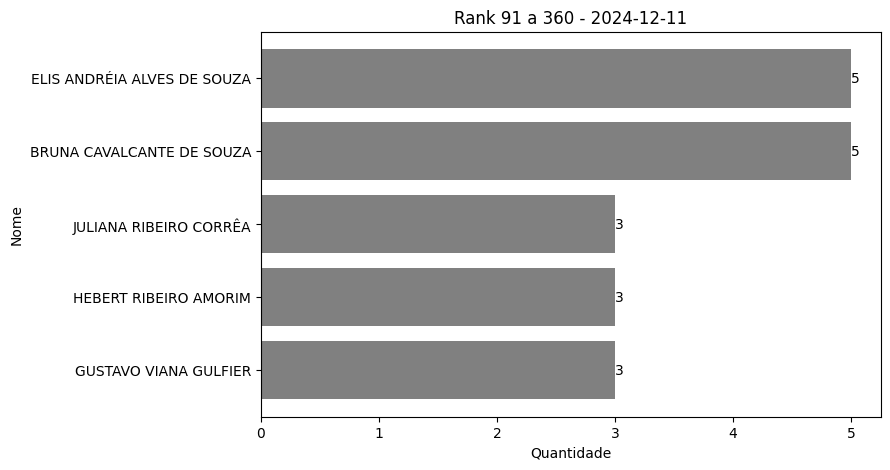 Rank 91 a 360 - 2024-12-11
ELIS ANDRÉIA ALVES DE SOUZA
5
BRUNA CAVALCANTE DE SOUZA
5
JULIANA RIBEIRO CORRÊA
3
HEBERT RIBEIRO AMORIM
3
GUSTAVO VIANA GULFIER
3
Nome
0 1 2 3 4 5
Quantidade